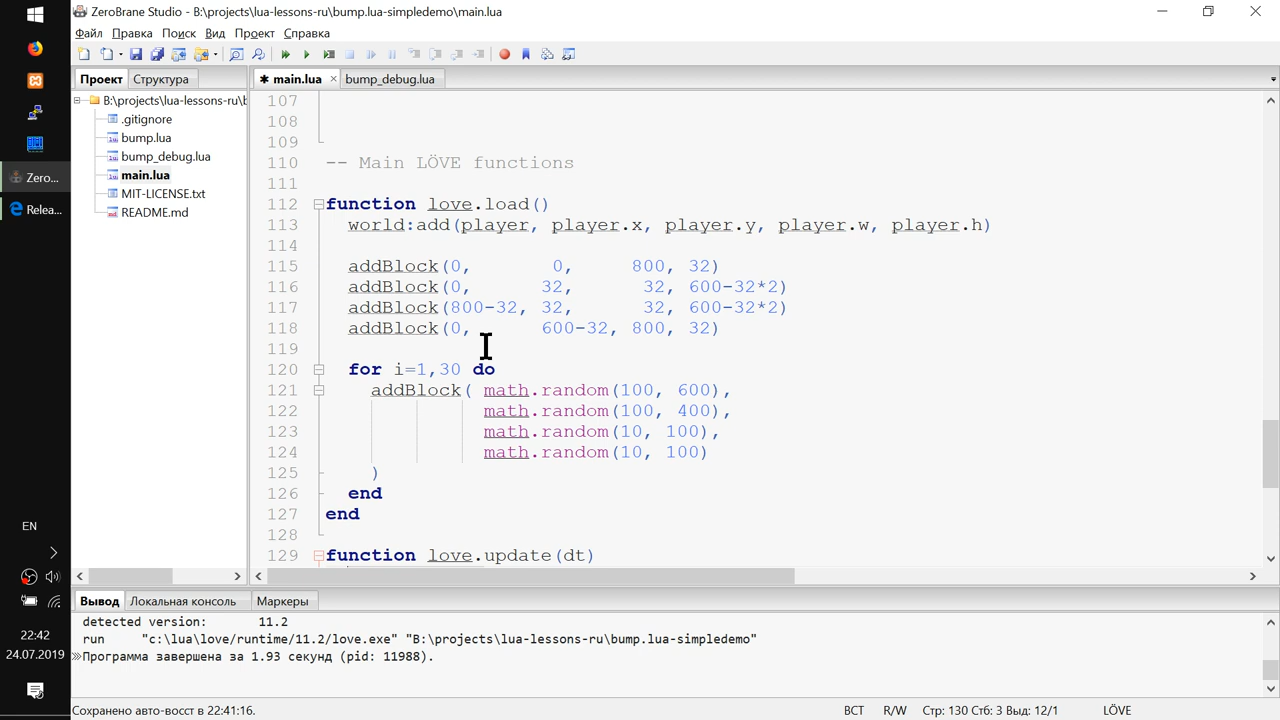 ZeroBrane Studio - B:\projects\lua-lessons-ru\bump.lua-simpledemo\main.lua
Файл Правка Поиск Вид Проект Справка
Проект Структура
✱ main.lua × bump_debug.lua
B:\projects\lua-lessons-ru\b
.gitignore
bump.lua
bump_debug.lua
main.lua
MIT-LICENSE.txt
README.md
107
108
109
110 -- Main LÖVE functions
111
112 function love.load()
113 world:add(player, player.x, player.y, player.w, player.h)
114
115 addBlock(0, 0, 800, 32)
116 addBlock(0, 32, 32, 600-32*2)
117 addBlock(800-32, 32, 32, 600-32*2)
118 addBlock(0, 600-32, 800, 32)
119
120 for i=1,30 do
121 addBlock( math.random(100, 600),
122 math.random(100, 400),
123 math.random(10, 100),
124 math.random(10, 100)
125 )
126 end
127 end
128
129 function love.update(dt)
Zero...
Relea...
EN
22:42
24.07.2019
Вывод Локальная консоль Маркеры
detected version: 11.2
run "c:\lua\love/runtime/11.2/love.exe" "B:\projects\lua-lessons-ru\bump.lua-simpledemo"
Программа завершена за 1.93 секунд (pid: 11988).
Сохранено авто-восст в 22:41:16. ВСТ R/W Стр: 130 Стб: 3 Выд: 12/1 LÖVE